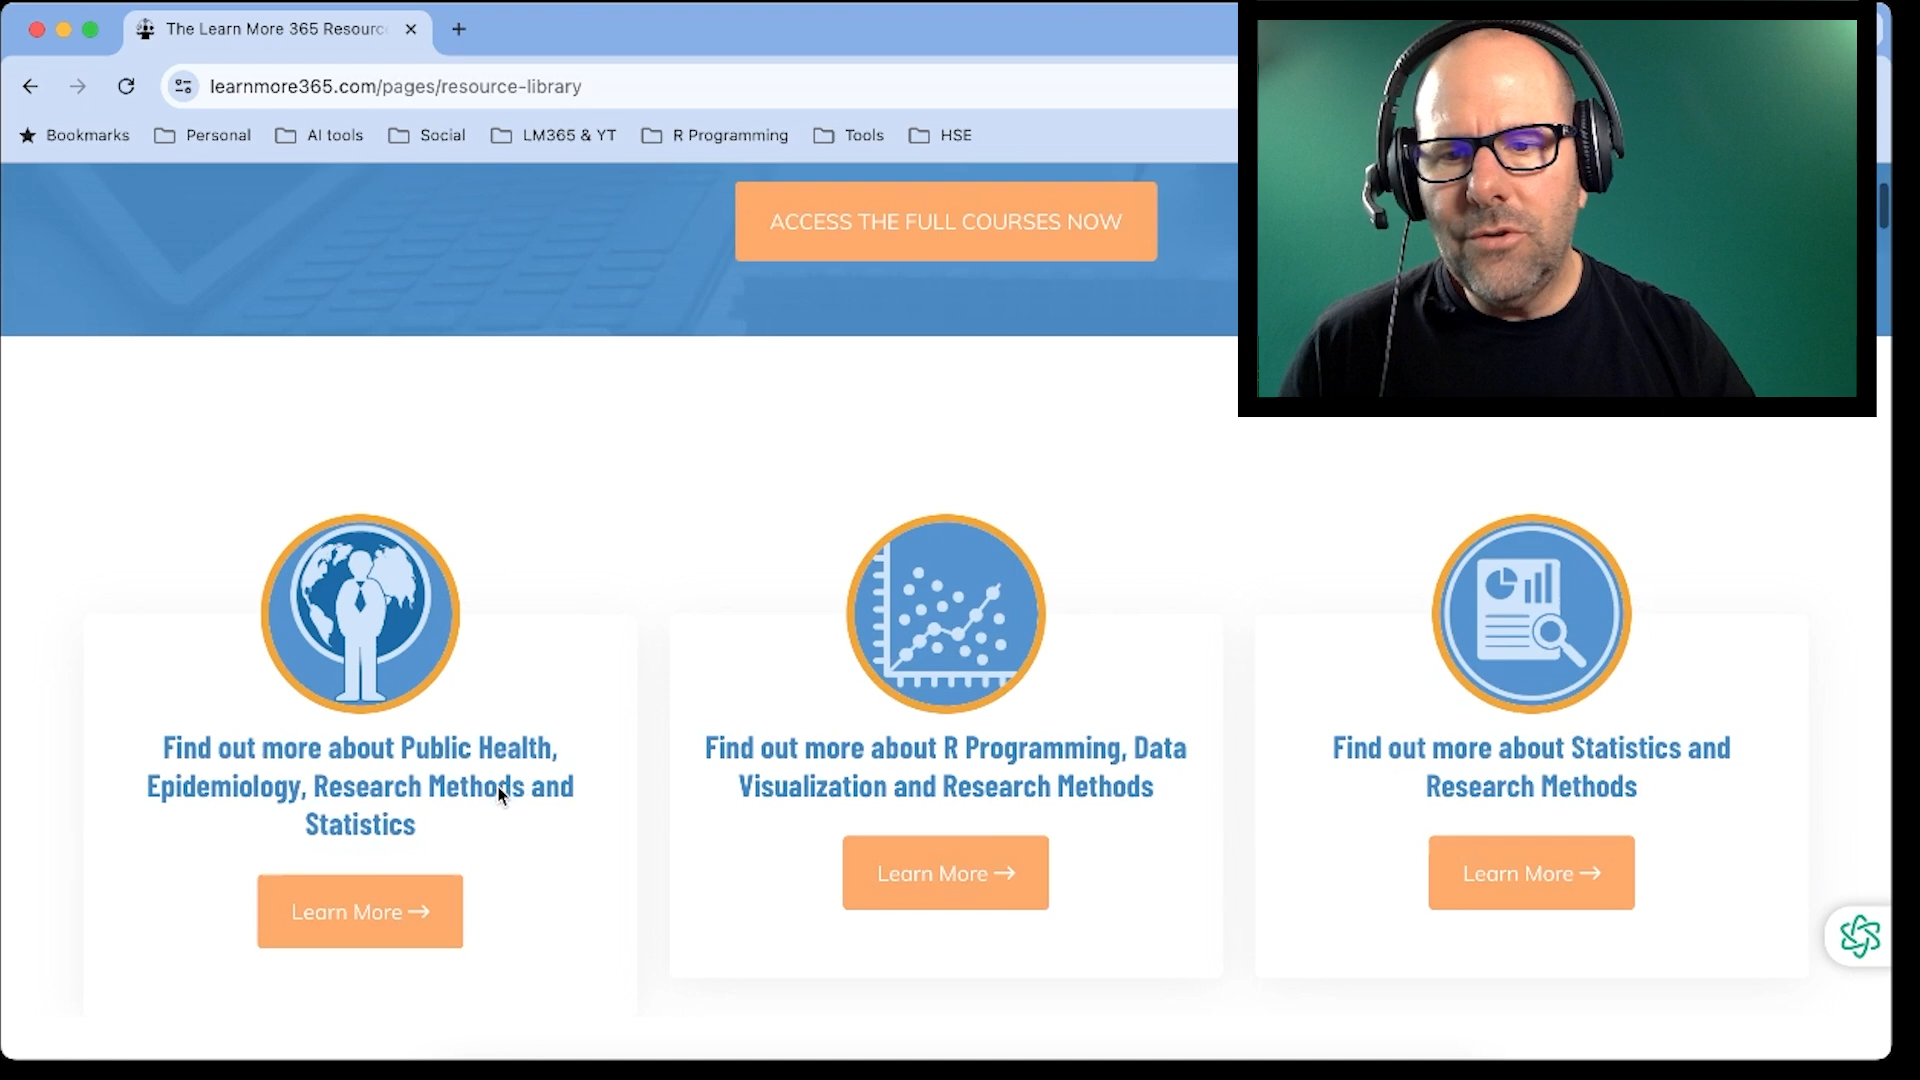 The Learn More 365 Resourc
learnmore365.com/pages/resource-library
Bookmarks Personal AI tools Social LM365 & YT R Programming Tools HSE
ACCESS THE FULL COURSES NOW
Find out more about Public Health,
Epidemiology, Research Methods and
Statistics
Learn More →
Find out more about R Programming, Data
Visualization and Research Methods
Learn More →
Find out more about Statistics and
Research Methods
Learn More →